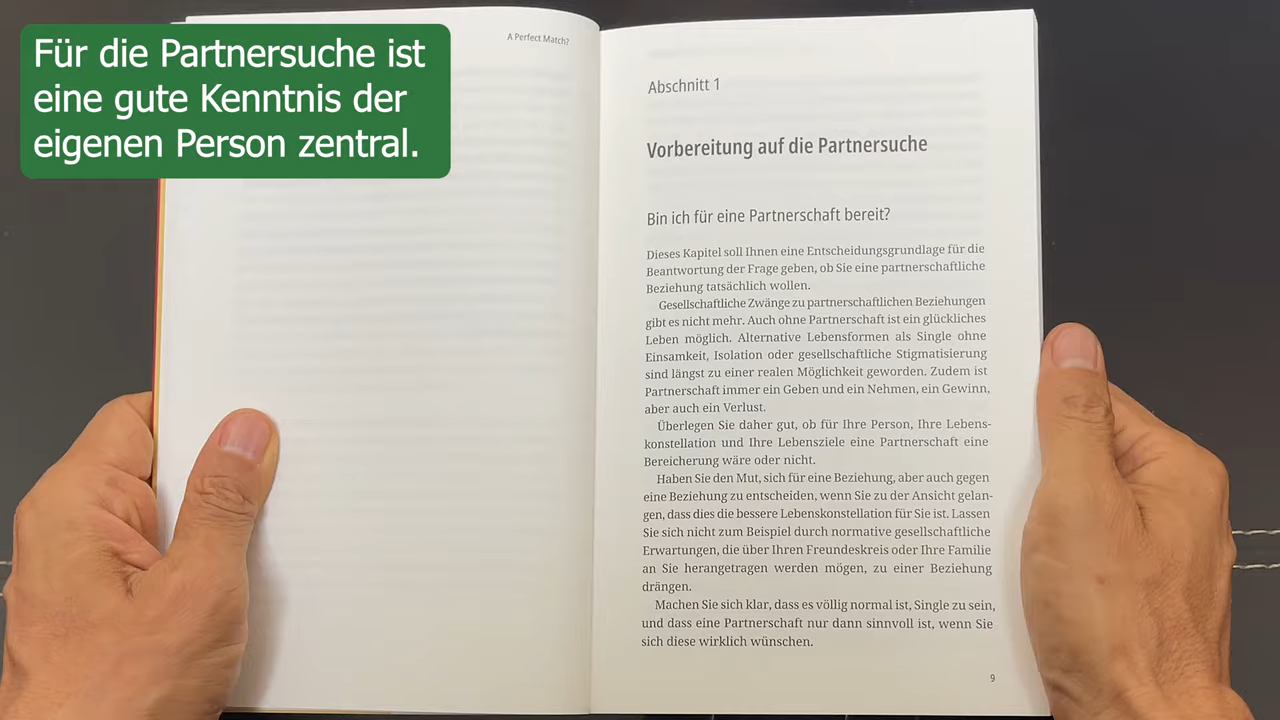 Für die Partnersuche ist
eine gute Kenntnis der
eigenen Person zentral.
A Perfect Match?
Abschnitt 1
Vorbereitung auf die Partnersuche
Bin ich für eine Partnerschaft bereit?
Dieses Kapitel soll Ihnen eine Entscheidungsgrundlage für die
Beantwortung der Frage geben, ob Sie eine partnerschaftliche
Beziehung tatsächlich wollen.
Gesellschaftliche Zwänge zu partnerschaftlichen Beziehungen
gibt es nicht mehr. Auch ohne Partnerschaft ist ein glückliches
Leben möglich. Alternative Lebensformen als Single ohne
Einsamkeit, Isolation oder gesellschaftliche Stigmatisierung
sind längst zu einer realen Möglichkeit geworden. Zudem ist
Partnerschaft immer ein Geben und ein Nehmen, ein Gewinn,
aber auch ein Verlust.
Überlegen Sie daher gut, ob für Ihre Person, Ihre Lebens-
konstellation und Ihre Lebensziele eine Partnerschaft eine
Bereicherung wäre oder nicht.
Haben Sie den Mut, sich für eine Beziehung, aber auch gegen
eine Beziehung zu entscheiden, wenn Sie zu der Ansicht gelan-
gen, dass dies die bessere Lebenskonstellation für Sie ist. Lassen
Sie sich nicht zum Beispiel durch normative gesellschaftliche
Erwartungen, die über Ihren Freundeskreis oder Ihre Familie
an Sie herangetragen werden mögen, zu einer Beziehung
drängen.
Machen Sie sich klar, dass es völlig normal ist, Single zu sein,
und dass eine Partnerschaft nur dann sinnvoll ist, wenn Sie
sich diese wirklich wünschen.
9